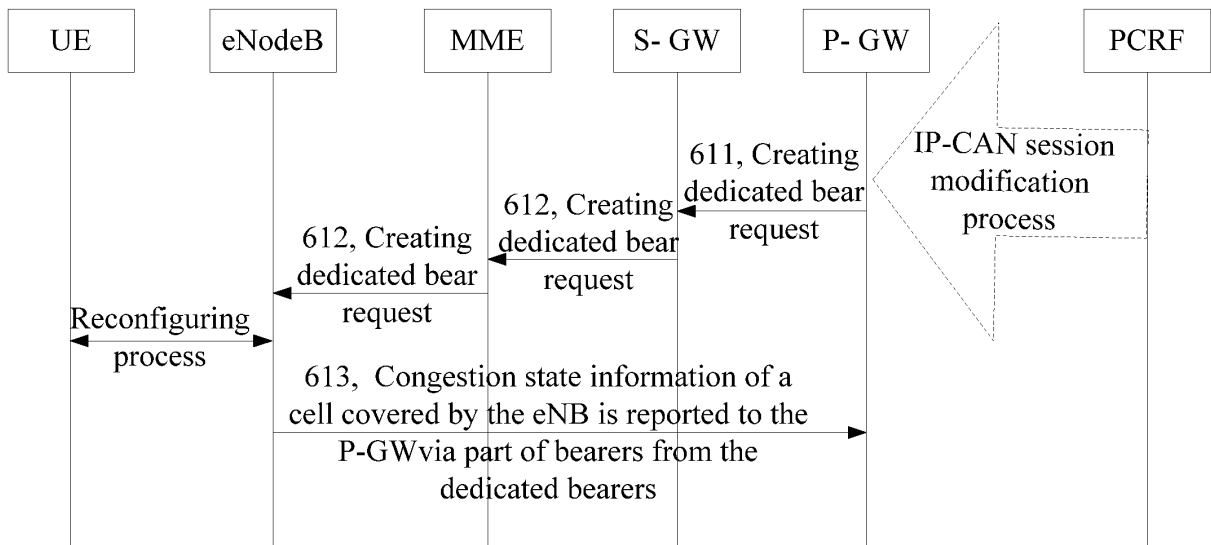 UE
eNodeB
MME
S- GW
P- GW
PCRF
IP-CAN session
modification
process
611, Creating
dedicated bear
request
612, Creating
dedicated bear
request
612, Creating
dedicated bear
request
Reconfiguring
process
613,  Congestion state information of a
cell covered by the eNB is reported to the
P-GWvia part of bearers from the
dedicated bearers